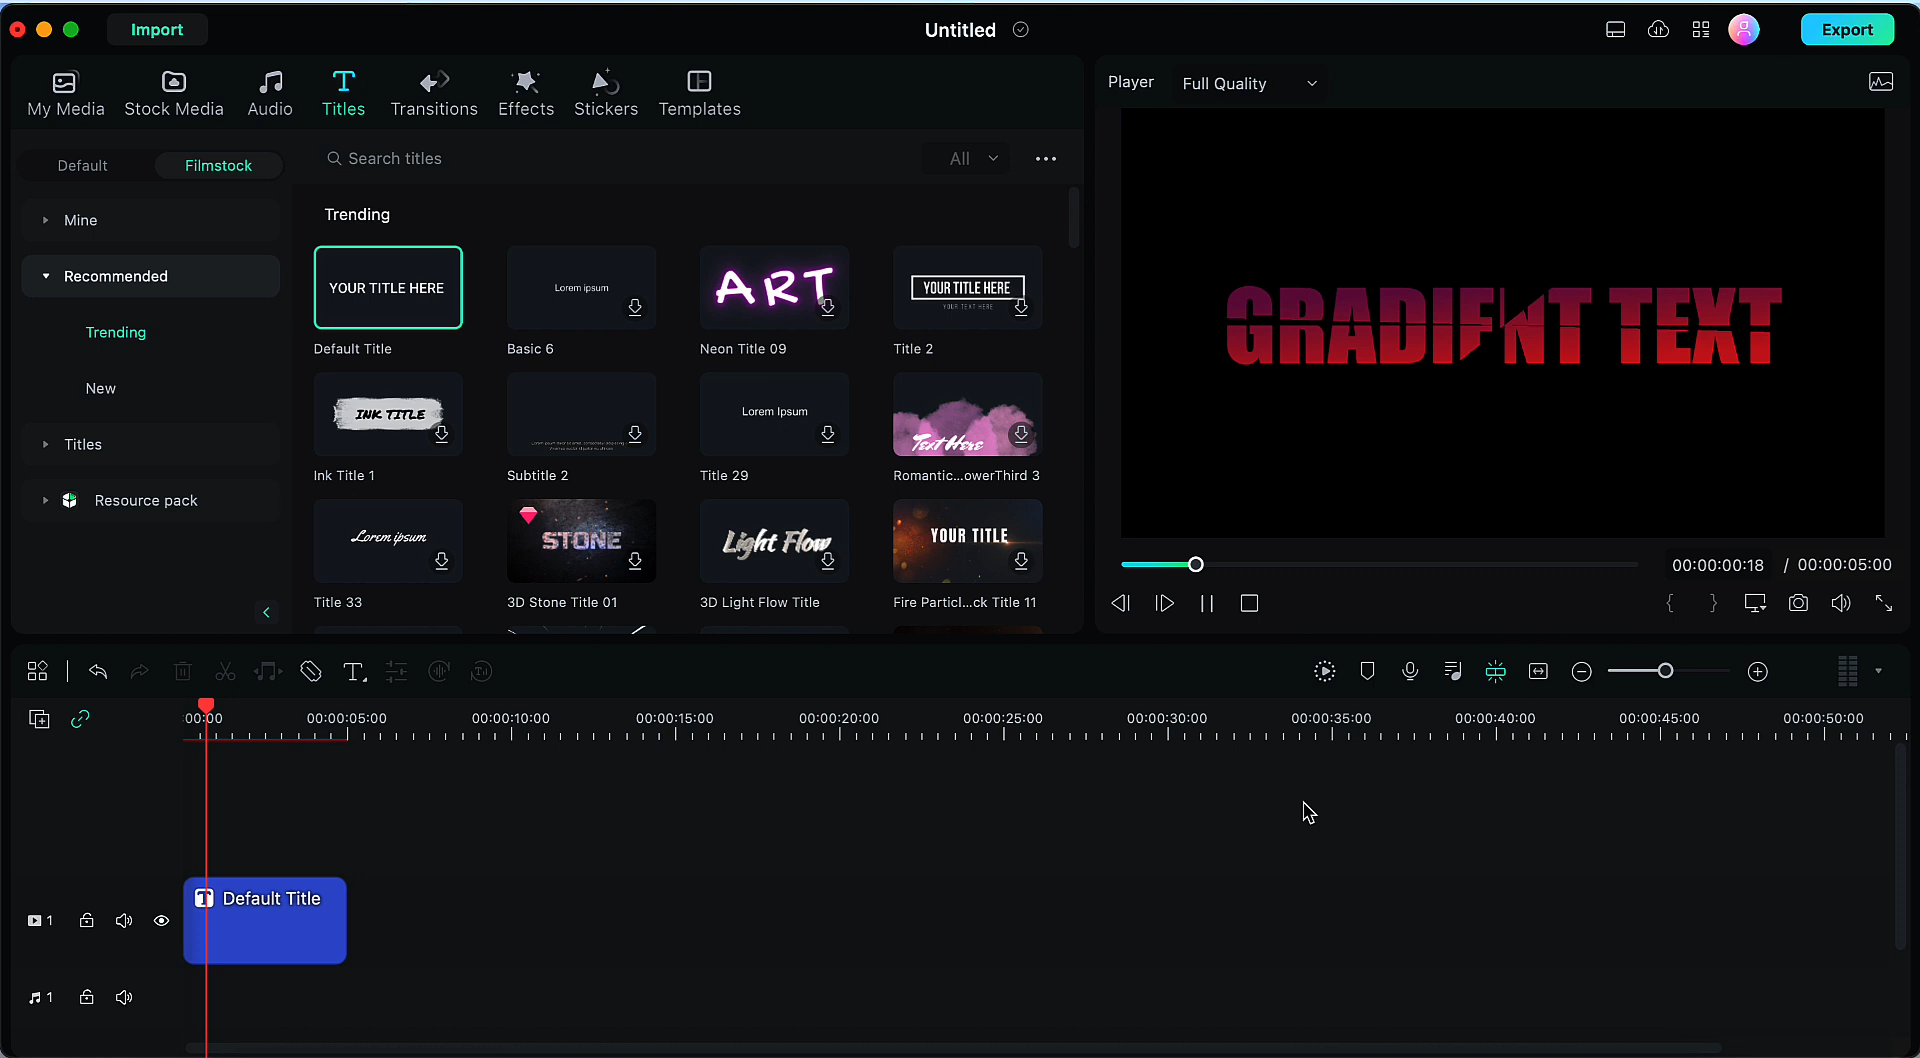 Import
Untitled
Export
My Media
Stock Media
Audio
Titles
Transitions
Effects
Stickers
Templates
Player
Full Quality
Default
Filmstock
Search titles
All
Mine
Recommended
Trending
New
Titles
Resource pack
Trending
YOUR TITLE HERE
Lorem ipsum
ART
YOUR TITLE HERE
YOUR TEXT HERE
Default Title
Basic 6
Neon Title 09
Title 2
INK TITLE
Lorem Ipsum
Text Here
Ink Title 1
Subtitle 2
Title 29
Romantic...owerThird 3
Lorem ipsum
STONE
Light Flow
YOUR TITLE
Title 33
3D Stone Title 01
3D Light Flow Title
Fire Particl...ck Title 11
GRADIENT TEXT
00:00:00:18 / 00:00:05:00
:00:00
00:00:05:00
00:00:10:00
00:00:15:00
00:00:20:00
00:00:25:00
00:00:30:00
00:00:35:00
00:00:40:00
00:00:45:00
00:00:50:00
Default Title
1
1